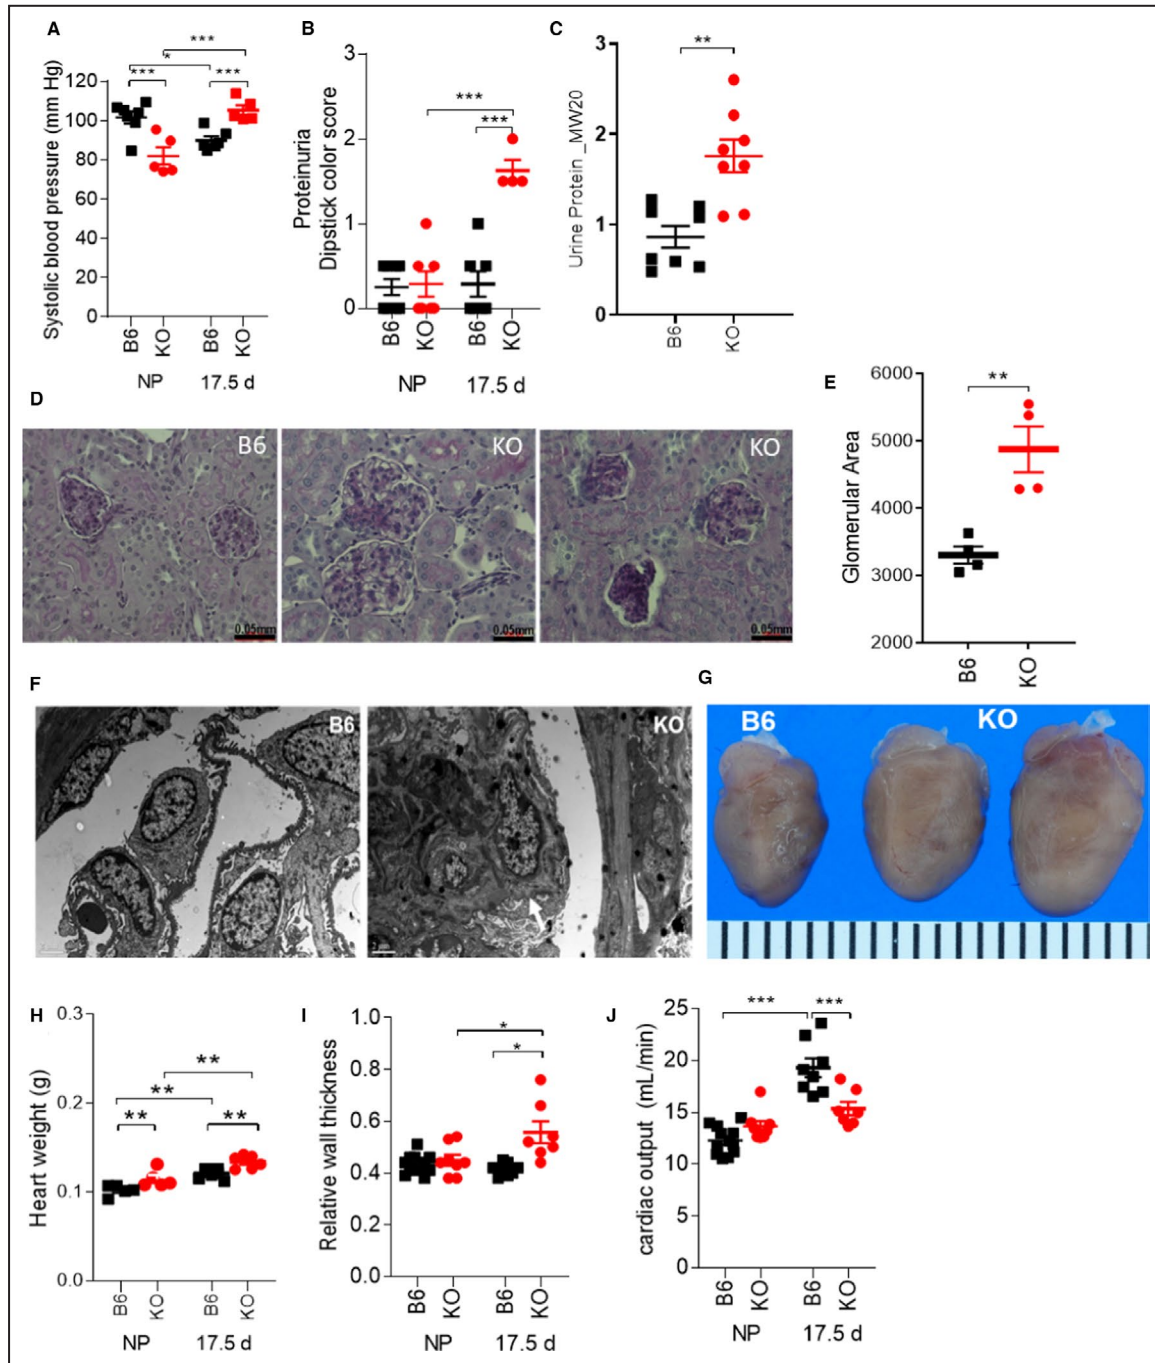 A
Systolic blood pressure (mm Hg)
120
100
80
60
40
20
0
***
*
***
***
B6
KO
B6
KO
NP
17.5 d
B
Proteinuria
Dipstick color score
3
2
1
0
***
***
B6
KO
B6
KO
NP
17.5 d
C
Urine Protein _MW20
3
2
1
0
**
B6
KO
D
B6
0.05mm
KO
0.05mm
KO
0.05mm
E
Glomerular Area
6000
5000
4000
3000
2000
**
B6
KO
F
B6
KO
2 µm
G
B6
KO
H
Heart weight (g)
0.3
0.2
0.1
0.0
**
**
**
**
B6
KO
B6
KO
NP
17.5 d
I
Relative wall thickness
1.0
0.8
0.6
0.4
0.2
0.0
*
*
B6
KO
B6
KO
NP
17.5 d
J
cardiac output (mL/min)
25
20
15
10
5
0
***
***
B6
KO
B6
KO
NP
17.5 d